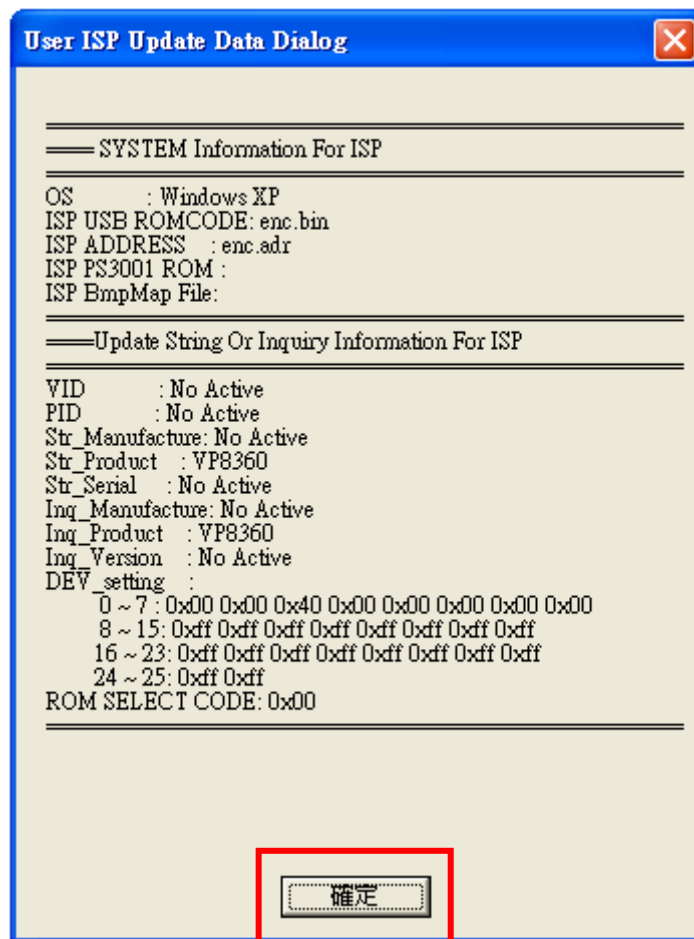 User ISP Update Data Dialog
==== SYSTEM Information For ISP
OS : Windows XP
ISP USB ROMCODE: enc.bin
ISP ADDRESS : enc.adr
ISP PS3001 ROM :
ISP BmpMap File:
====Update String Or Inquiry Information For ISP
VID : No Active
PID : No Active
Str_Manufacture: No Active
Str_Product : VP8360
Str_Serial : No Active
Inq_Manufacture: No Active
Inq_Product : VP8360
Inq_Version : No Active
DEV_setting :
0 ~ 7 : 0x00 0x00 0x40 0x00 0x00 0x00 0x00 0x00
8 ~ 15: 0xff 0xff 0xff 0xff 0xff 0xff 0xff 0xff
16 ~ 23: 0xff 0xff 0xff 0xff 0xff 0xff 0xff 0xff
24 ~ 25: 0xff 0xff
ROM SELECT CODE: 0x00
確定